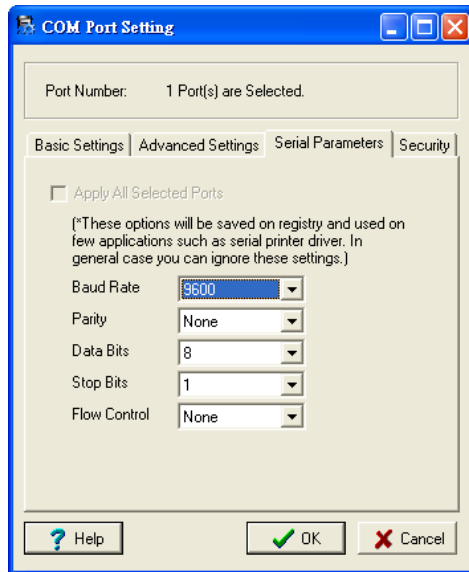 COM Port Setting
Port Number: 1 Port(s) are Selected.
Basic Settings Advanced Settings Serial Parameters Security
Apply All Selected Ports
(*These options will be saved on registry and used on
few applications such as serial printer driver. In
general case you can ignore these settings.)
Baud Rate 9600
Parity None
Data Bits 8
Stop Bits 1
Flow Control None
? Help OK Cancel